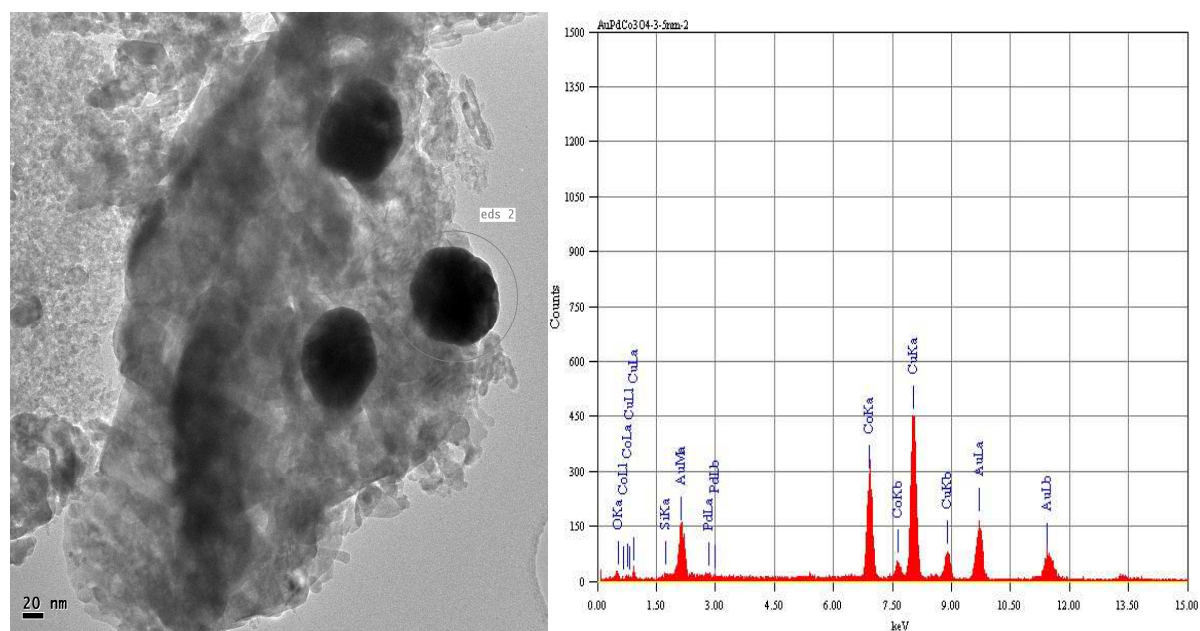 eds 2
20 nm
AuPdCo3O4-3-5nm-2
Counts
1500
1350
1200
1050
900
750
600
450
300
150
0
OKa
CoLl
CoLa
CuLl
CuLa
SiKa
AuMa
PdLa
PdLb
CoKa
CoKb
CuKa
CuKb
AuLa
AuLb
0.00 1.50 3.00 4.50 6.00 7.50 9.00 10.50 12.00 13.50 15.00
keV